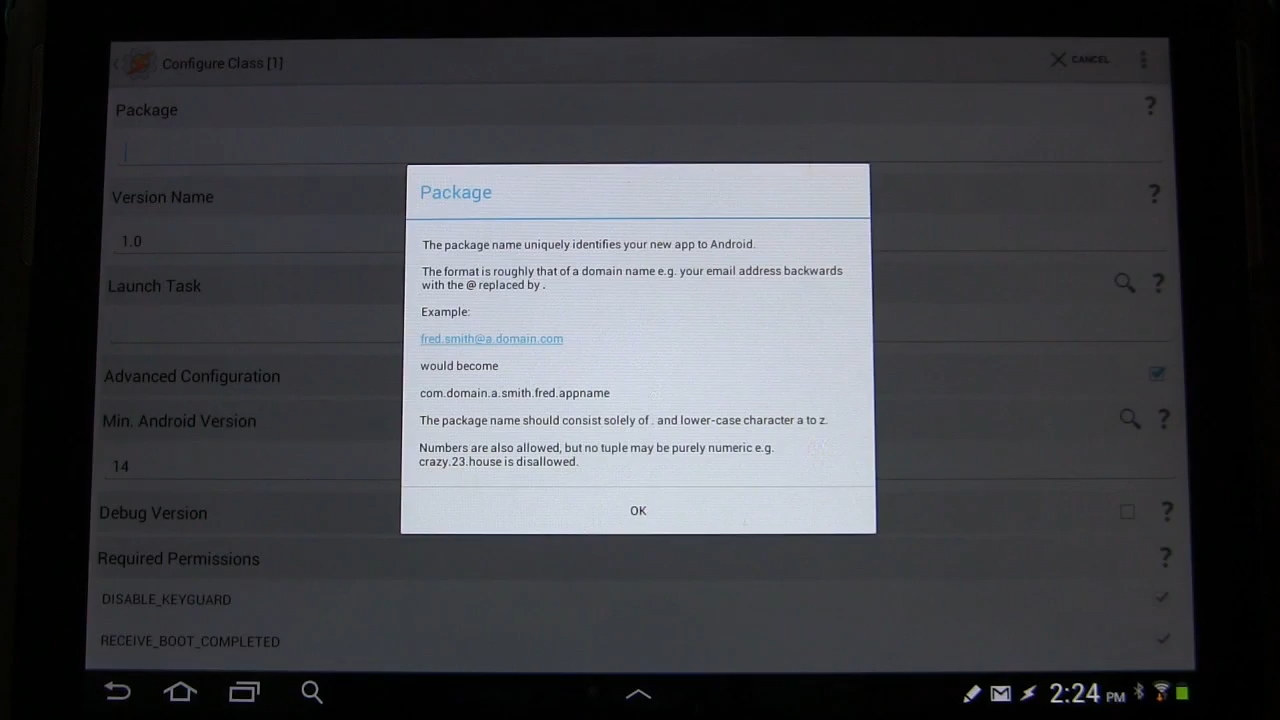 Configure Class [1]
CANCEL
Package
Version Name
1.0
Launch Task
Advanced Configuration
Min. Android Version
14
Debug Version
Required Permissions
DISABLE_KEYGUARD
RECEIVE_BOOT_COMPLETED
Package
The package name uniquely identifies your new app to Android.
The format is roughly that of a domain name e.g. your email address backwards
with the @ replaced by .
Example:
fred.smith@a.domain.com
would become
com.domain.a.smith.fred.appname
The package name should consist solely of . and lower-case character a to z.
Numbers are also allowed, but no tuple may be purely numeric e.g.
crazy.23.house is disallowed.
OK
2:24 PM